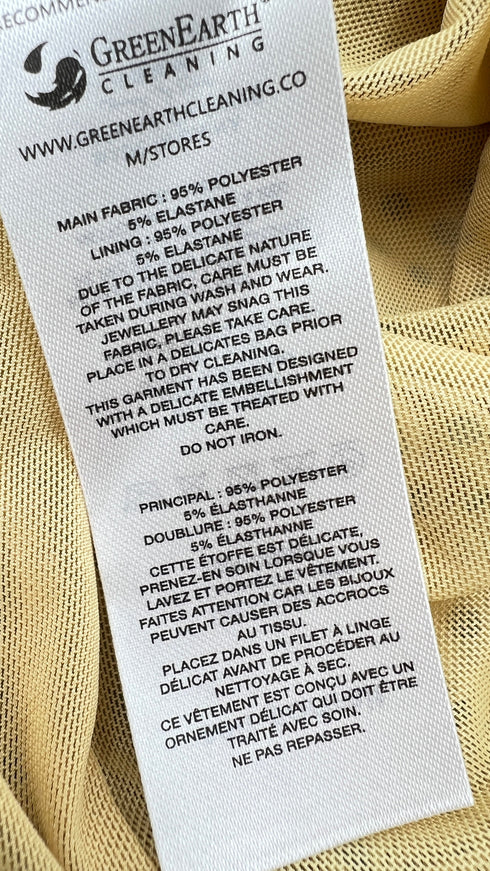 RECOMMEN
GREENEARTH®
CLEANING
WWW.GREENEARTHCLEANING.CO
M/STORES
MAIN FABRIC : 95% POLYESTER
5% ELASTANE
LINING : 95% POLYESTER
5% ELASTANE
DUE TO THE DELICATE NATURE
OF THE FABRIC, CARE MUST BE
TAKEN DURING WASH AND WEAR.
JEWELLERY MAY SNAG THIS
FABRIC, PLEASE TAKE CARE.
PLACE IN A DELICATES BAG PRIOR
TO DRY CLEANING.
THIS GARMENT HAS BEEN DESIGNED
WITH A DELICATE EMBELLISHMENT
WHICH MUST BE TREATED WITH
CARE.
DO NOT IRON.
PRINCIPAL : 95% POLYESTER
5% ÉLASTHANNE
DOUBLURE : 95% POLYESTER
5% ÉLASTHANNE
CETTE ÉTOFFE EST DÉLICATE,
PRENEZ-EN SOIN LORSQUE VOUS
LAVEZ ET PORTEZ LE VÊTEMENT.
FAITES ATTENTION CAR LES BIJOUX
PEUVENT CAUSER DES ACCROCS
AU TISSU.
PLACEZ DANS UN FILET À LINGE
DÉLICAT AVANT DE PROCÉDER AU
NETTOYAGE À SEC.
CE VÊTEMENT EST CONÇU AVEC UN
ORNEMENT DÉLICAT QUI DOIT ÊTRE
TRAITÉ AVEC SOIN.
NE PAS REPASSER.